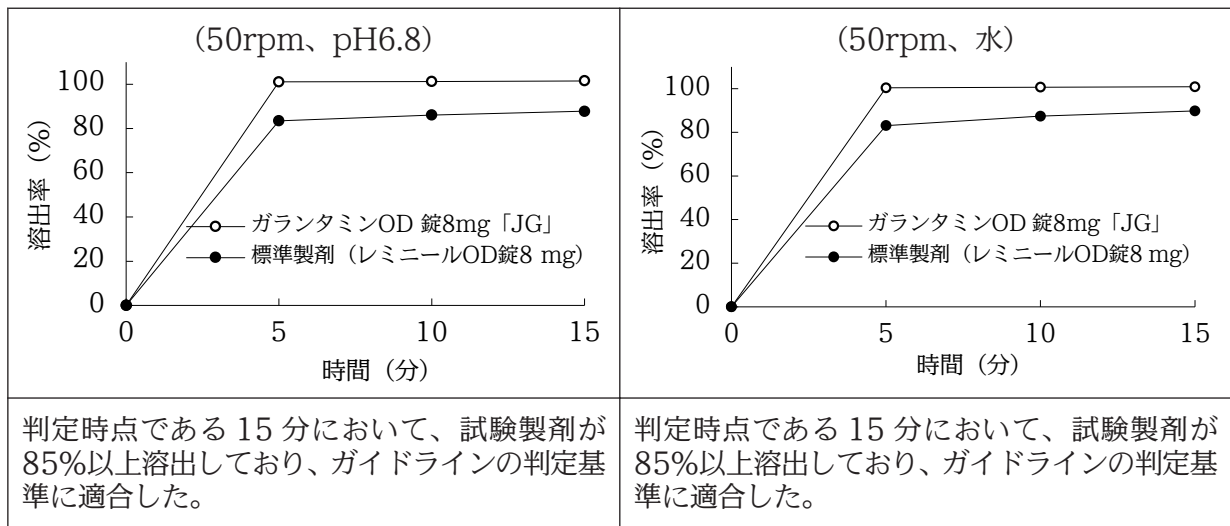 (50rpm、pH6.8)
100
80
60
40
20
0
溶出率 (%)
ガランタミンOD 錠8mg「JG」
標準製剤（レミニールOD錠8 mg）
0 5 10 15
時間（分）
判定時点である 15 分において、試験製剤が
85%以上溶出しており、ガイドラインの判定基
準に適合した。
(50rpm、水)
100
80
60
40
20
0
溶出率 (%)
ガランタミンOD 錠8mg「JG」
標準製剤（レミニールOD錠8 mg）
0 5 10 15
時間（分）
判定時点である 15 分において、試験製剤が
85%以上溶出しており、ガイドラインの判定基
準に適合した。